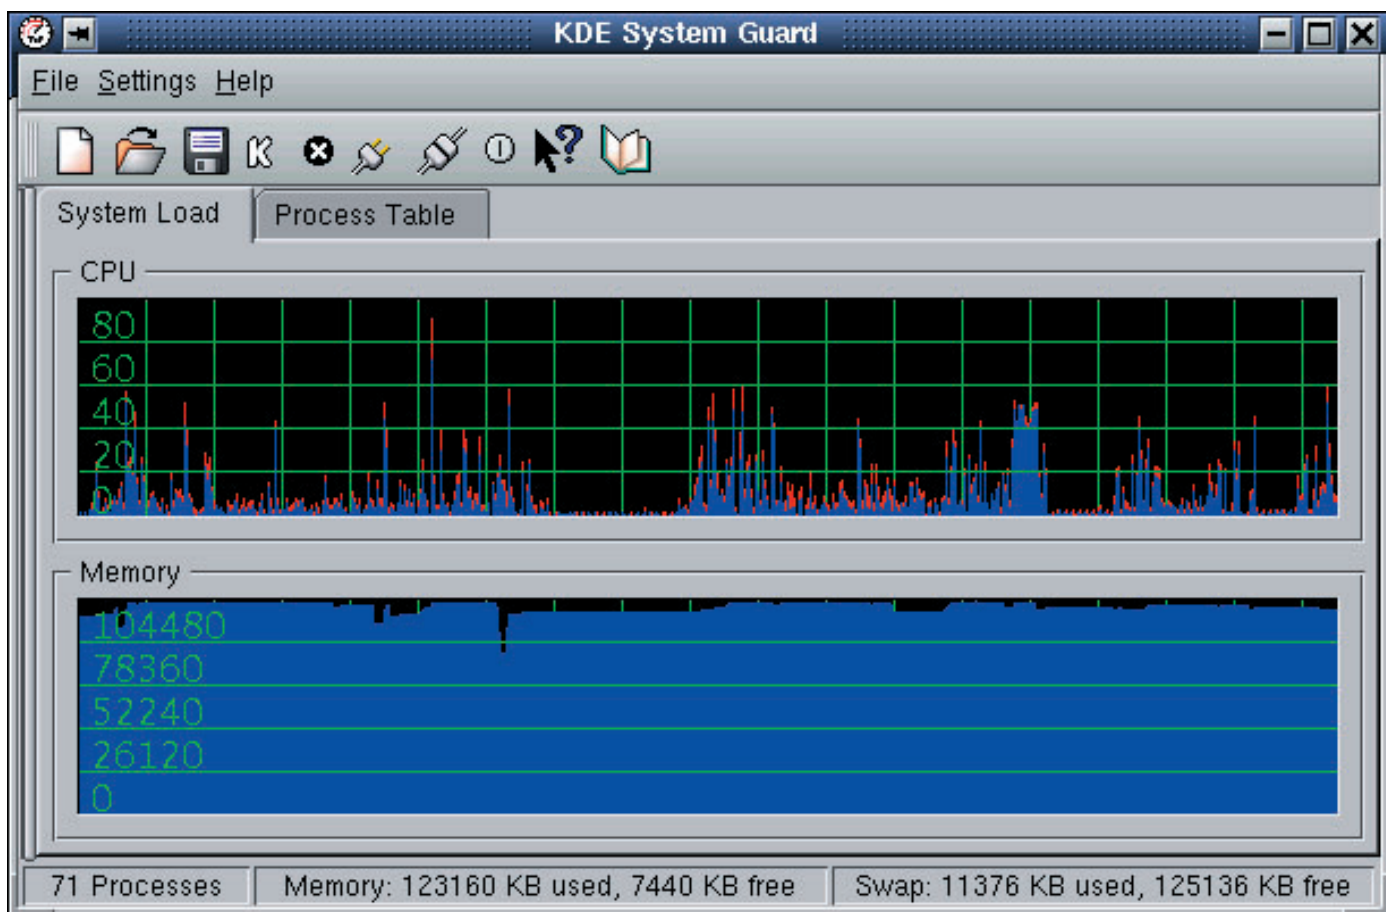 KDE System Guard
File Settings Help
System Load Process Table
CPU
80
60
40
20
0
Memory
104480
78360
52240
26120
0
71 Processes Memory: 123160 KB used, 7440 KB free Swap: 11376 KB used, 125136 KB free